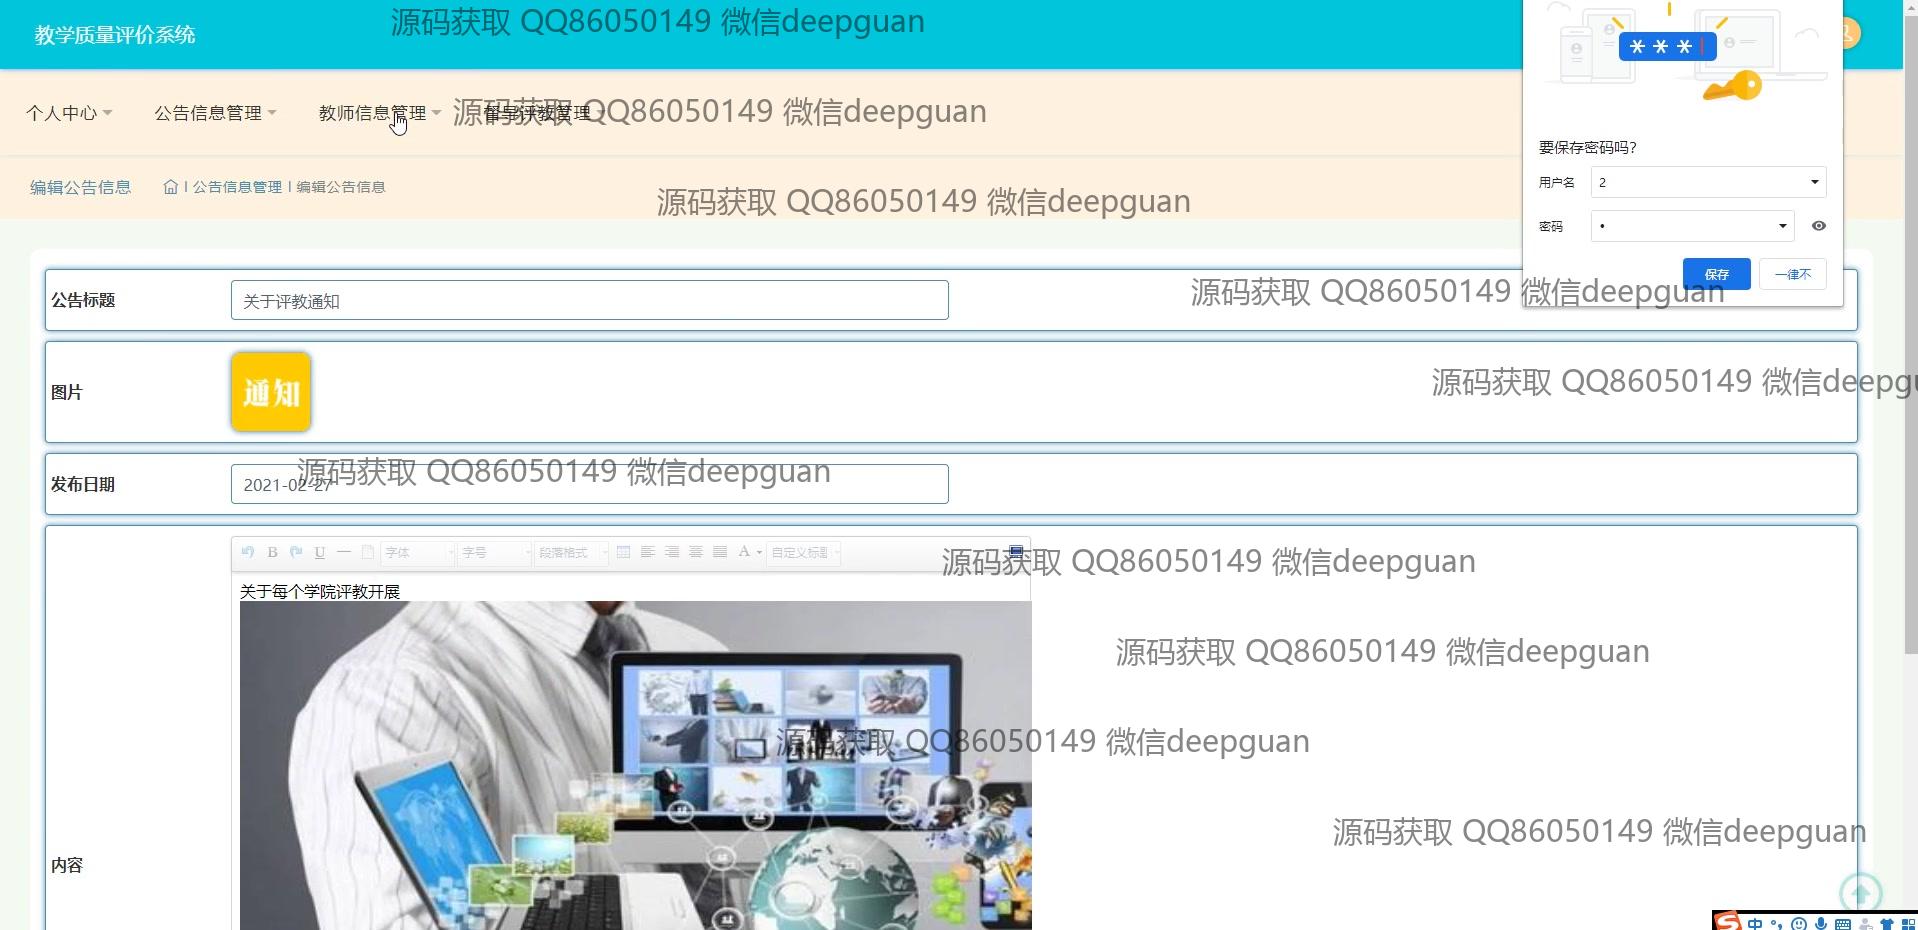 教学质量评价系统
源码获取 QQ86050149 微信deepguan
***
个人中心
公告信息管理
教师信息管理
督导评教管理
源码获取 QQ86050149 微信deepguan
要保存密码吗?
用户名 2
密码 •
保存 一律不
编辑公告信息
公告信息管理 | 编辑公告信息
源码获取 QQ86050149 微信deepguan
公告标题 关于评教通知
源码获取 QQ86050149 微信deepguan
图片 通知
源码获取 QQ86050149 微信deepgu
发布日期 2021-02-27
源码获取 QQ86050149 微信deepguan
B U 字体 字号 段落格式 A 自定义标题
源码获取 QQ86050149 微信deepguan
关于每个学院评教开展
源码获取 QQ86050149 微信deepguan
源码获取 QQ86050149 微信deepguan
源码获取 QQ86050149 微信deepguan
内容
S 中